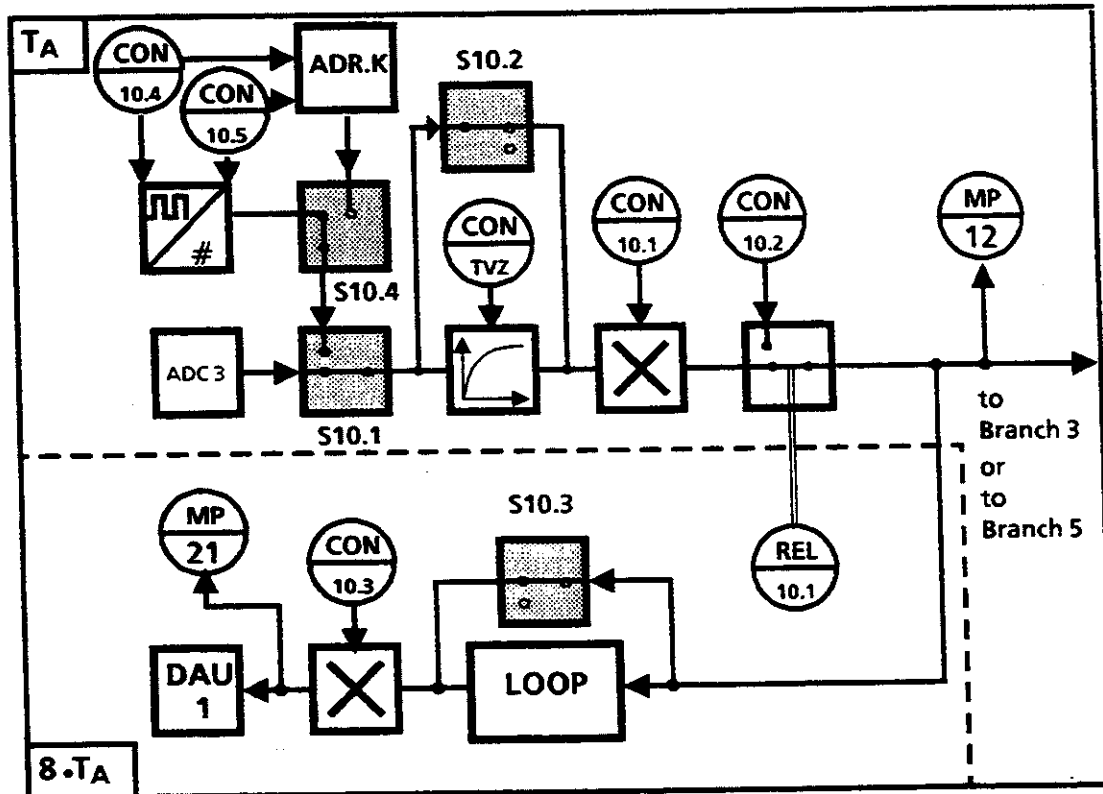 TA
CON
10.4
CON
10.5
ADR.K
S10.2
#
S10.4
CON
TVZ
CON
10.1
CON
10.2
MP
12
ADC 3
S10.1
to
Branch 3
or
to
Branch 5
MP
21
CON
10.3
S10.3
REL
10.1
DAU
1
LOOP
8•TA